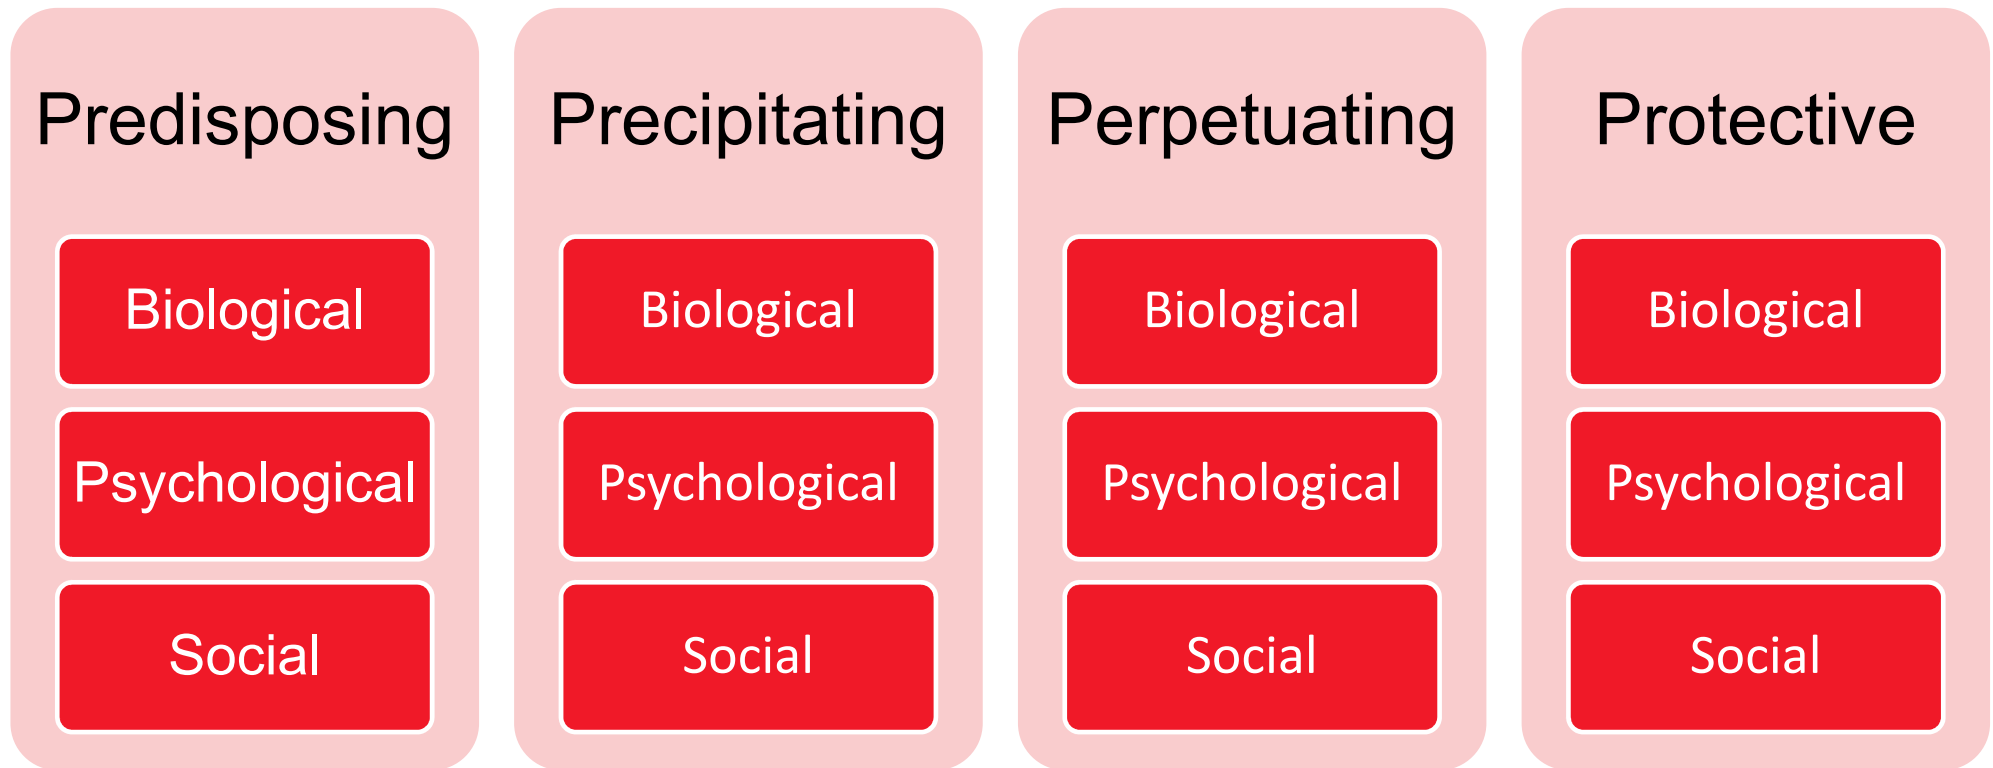 Predisposing
Biological
Psychological
Social
Precipitating
Biological
Psychological
Social
Perpetuating
Biological
Psychological
Social
Protective
Biological
Psychological
Social